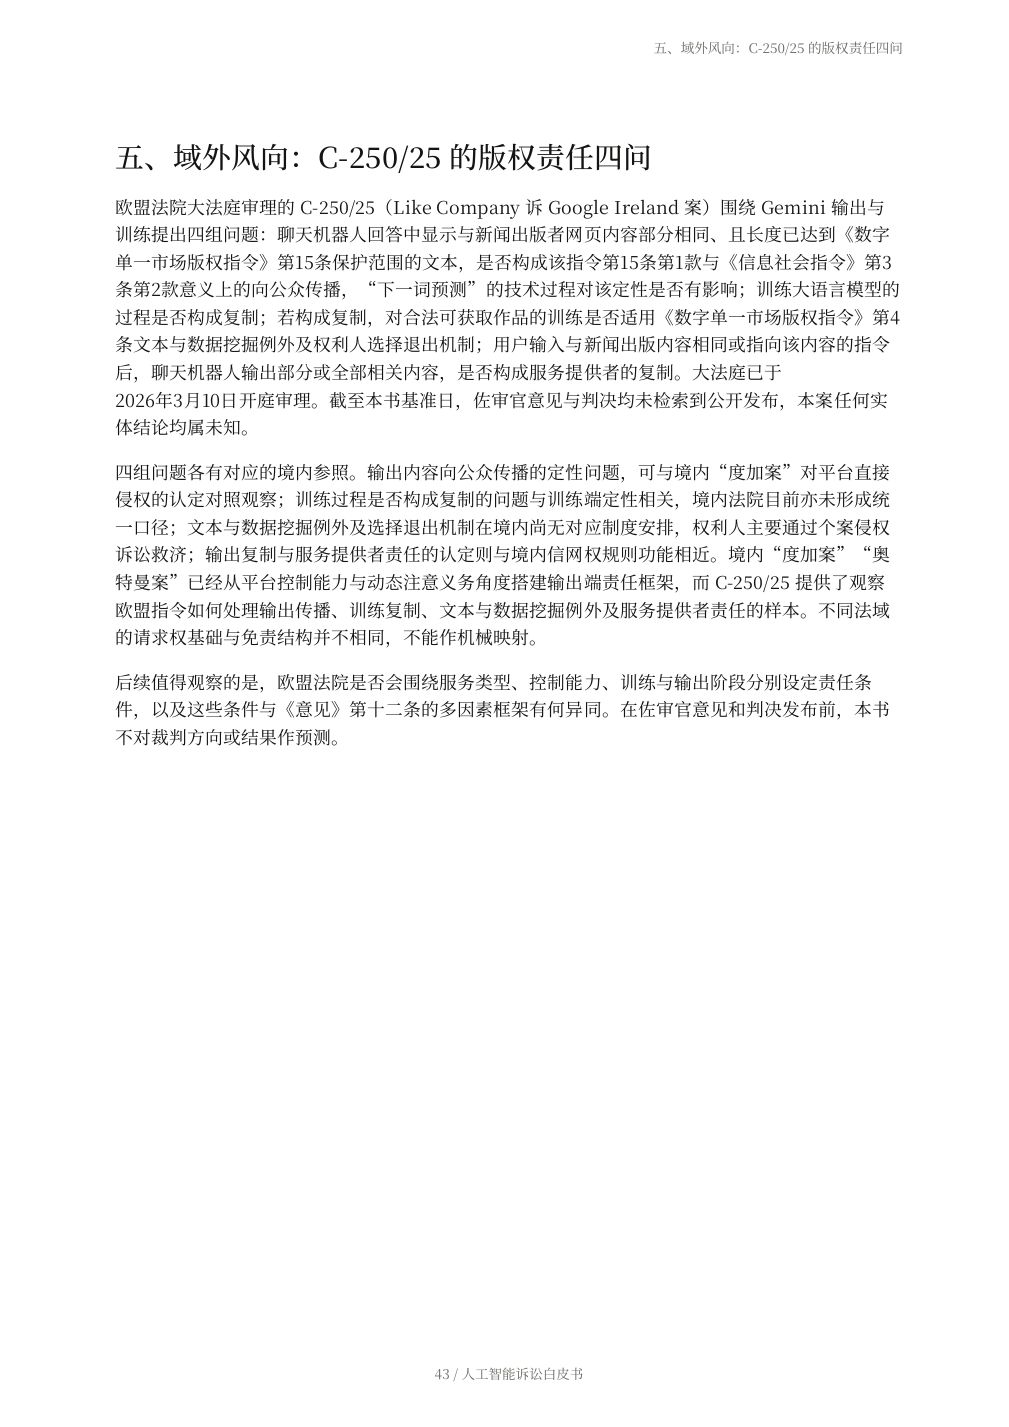 五、域外风向：C-250/25 的版权责任四问
五、域外风向：C-250/25 的版权责任四问
欧盟法院大法庭审理的 C-250/25（Like Company 诉 Google Ireland 案）围绕 Gemini 输出与
训练提出四组问题：聊天机器人回答中显示与新闻出版者网页内容部分相同、且长度已达到《数字
单一市场版权指令》第15条保护范围的文本，是否构成该指令第15条第1款与《信息社会指令》第3
条第2款意义上的向公众传播，“下一词预测”的技术过程对该定性是否有影响；训练大语言模型的
过程是否构成复制；若构成复制，对合法可获取作品的训练是否适用《数字单一市场版权指令》第4
条文本与数据挖掘例外及权利人选择退出机制；用户输入与新闻出版内容相同或指向该内容的指令
后，聊天机器人输出部分或全部相关内容，是否构成服务提供者的复制。大法庭已于
2026年3月10日开庭审理。截至本书基准日，佐审官意见与判决均未检索到公开发布，本案任何实
体结论均属未知。
四组问题各有对应的境内参照。输出内容向公众传播的定性问题，可与境内“度加案”对平台直接
侵权的认定对照观察；训练过程是否构成复制的问题与训练端定性相关，境内法院目前亦未形成统
一口径；文本与数据挖掘例外及选择退出机制在境内尚无对应制度安排，权利人主要通过个案侵权
诉讼救济；输出复制与服务提供者责任的认定则与境内信网权规则功能相近。境内“度加案”“奥
特曼案”已经从平台控制能力与动态注意义务角度搭建输出端责任框架，而 C-250/25 提供了观察
欧盟指令如何处理输出传播、训练复制、文本与数据挖掘例外及服务提供者责任的样本。不同法域
的请求权基础与免责结构并不相同，不能作机械映射。
后续值得观察的是，欧盟法院是否会围绕服务类型、控制能力、训练与输出阶段分别设定责任条
件，以及这些条件与《意见》第十二条的多因素框架有何异同。在佐审官意见和判决发布前，本书
不对裁判方向或结果作预测。
43 / 人工智能诉讼白皮书